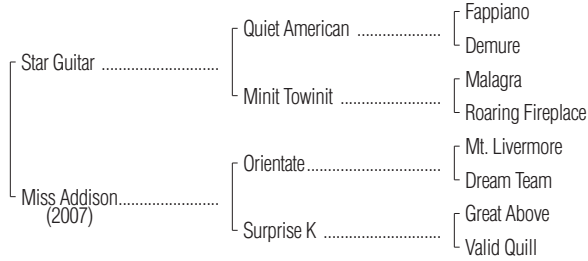 Fappiano
Quiet American ..................
Demure
Star Guitar .........................
Malagra
Minit Towinit .....................
Roaring Fireplace
Mt. Livermore
Orientate..........................
Dream Team
Miss Addison.....................
(2007)
Great Above
Surprise K ........................
Valid Quill